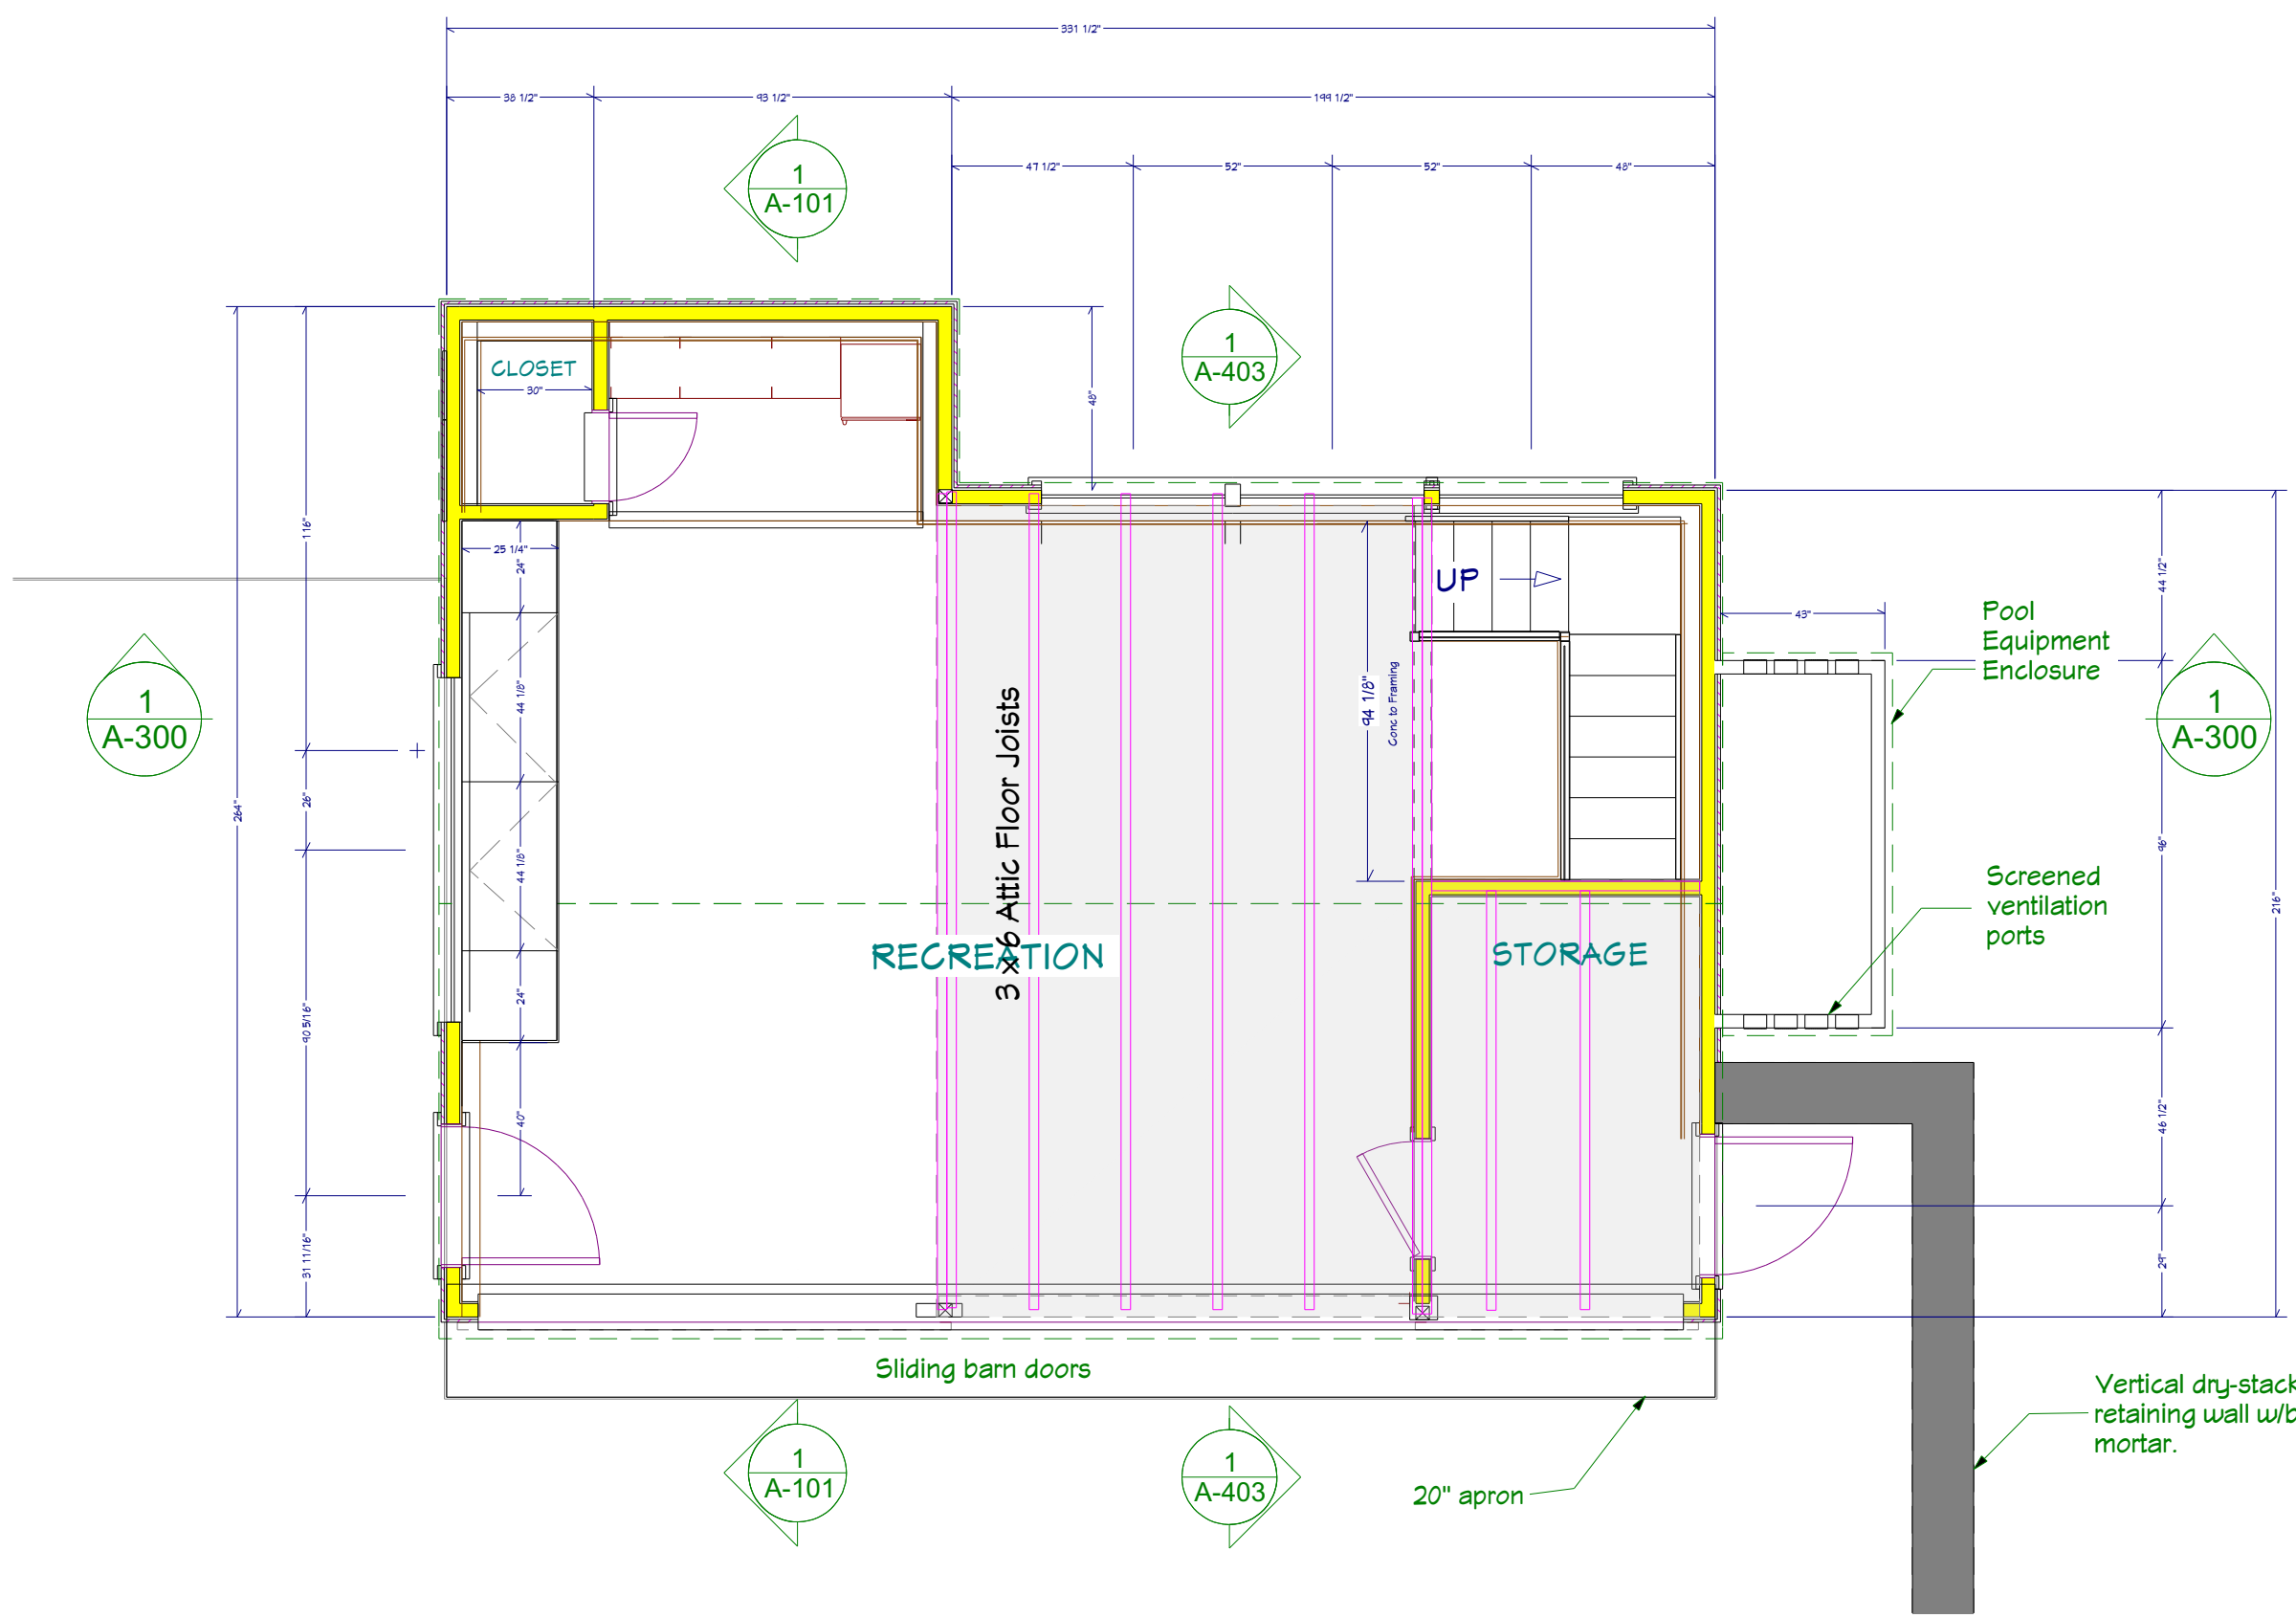 331 1/2"
38 1/2"
93 1/2"
199 1/2"
47 1/2"
52"
52"
48"
1
A-101
1
A-403
CLOSET
30"
48"
116"
25 1/4"
24"
UP
44 1/2"
43"
Pool
Equipment
Enclosure
1
A-300
44 1/8"
94 1/8"
Conc to Framing
1
A-300
264"
26"
3 x 6 Attic Floor Joists
44 1/8"
96"
216"
Screened
ventilation
ports
RECREATION
STORAGE
24"
90 5/16"
40"
46 1/2"
31 11/16"
29"
Sliding barn doors
Vertical dry-stack
retaining wall w/b
mortar.
1
A-101
1
A-403
20" apron